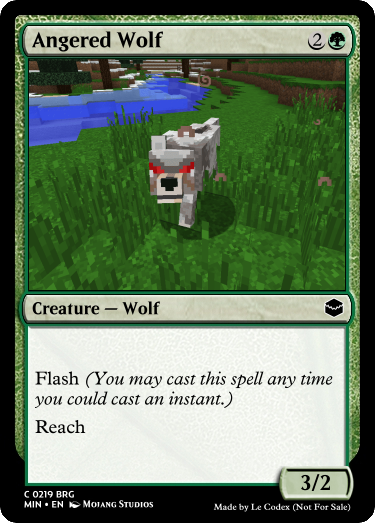 Angered Wolf 2
Creature — Wolf
Flash (You may cast this spell any time
you could cast an instant.)
Reach
3/2
C 0219 BRG
MIN • EN Mojang Studios
Made by Le Codex (Not For Sale)